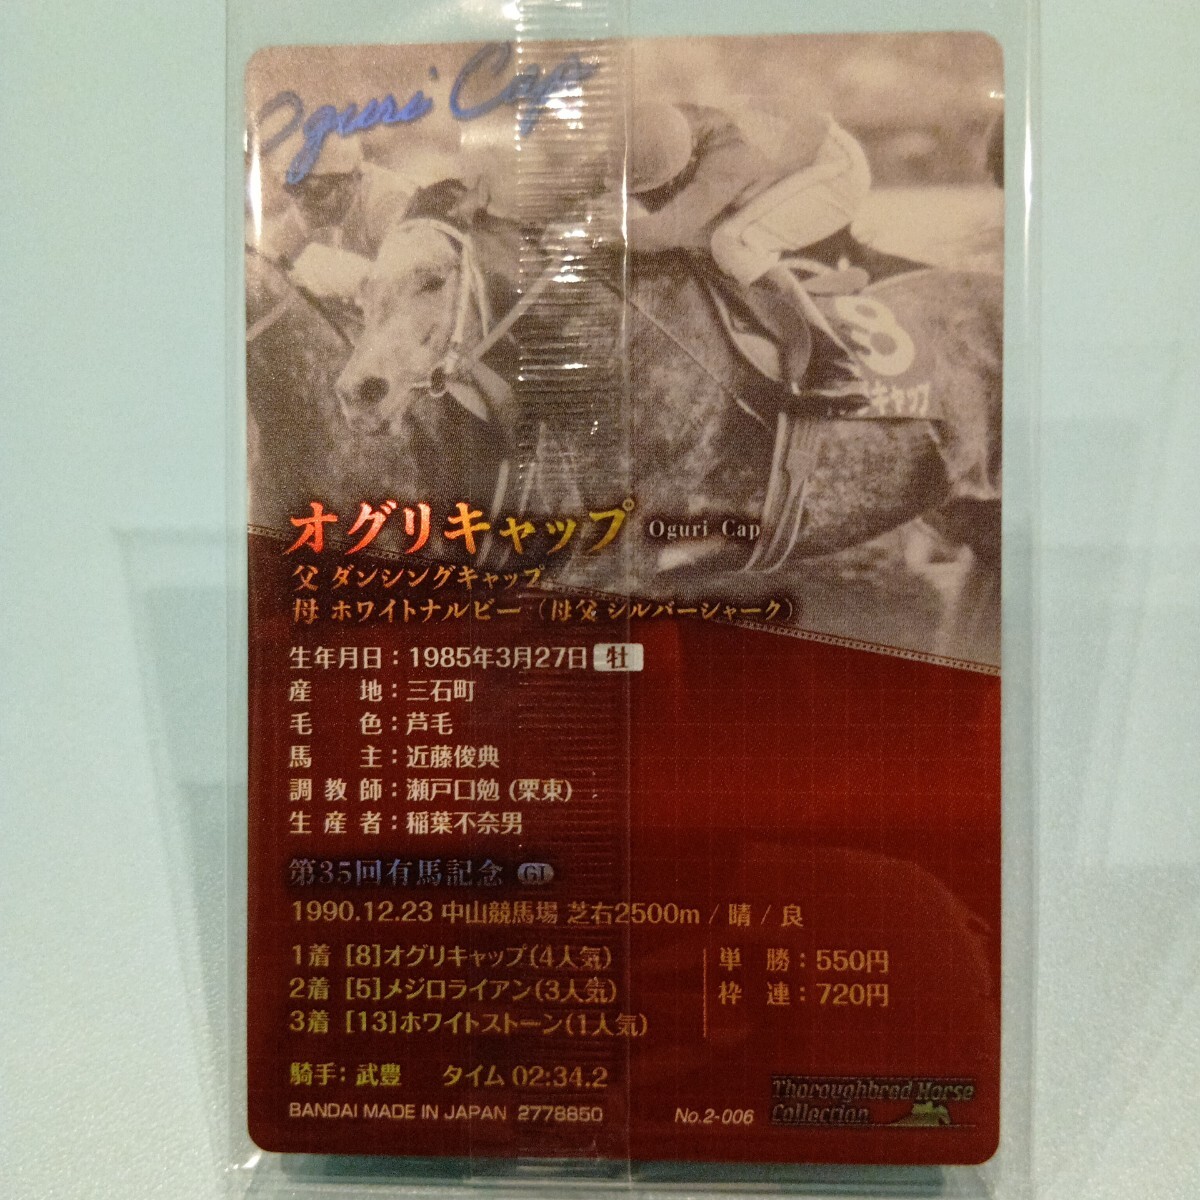 Oguri Cap
8
キャップ
オグリキャップ Oguri Cap
父 ダンシングキャップ
母 ホワイトナルビー（母父 シルバーシャーク）
生年月日：1985年3月27日 牡
産　　地：三石町
毛　　色：芦毛
馬　　主：近藤俊典
調 教 師：瀬戸口勉 (栗東)
生 産 者：稲葉不奈男
第35回有馬記念 GI
1990.12.23 中山競馬場 芝右2500m / 晴 / 良
1着 [8]オグリキャップ(4人気)
2着 [5]メジロライアン(3人気)
3着 [13]ホワイトストーン(1人気)
単　勝：550円
枠　連：720円
騎手：武豊　タイム 02:34.2
BANDAI MADE IN JAPAN 2778850
No.2-006
Thoroughbred Horse
Collection